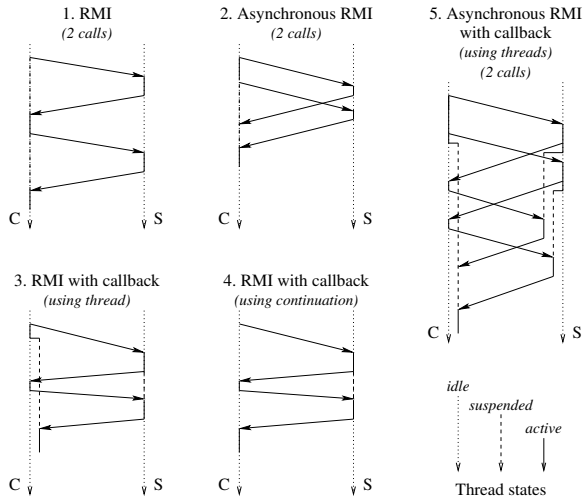 1. RMI
(2 calls)
C
S
2. Asynchronous RMI
(2 calls)
C
S
5. Asynchronous RMI
with callback
(using threads)
(2 calls)
C
S
3. RMI with callback
(using thread)
C
S
4. RMI with callback
(using continuation)
C
S
idle
suspended
active
Thread states